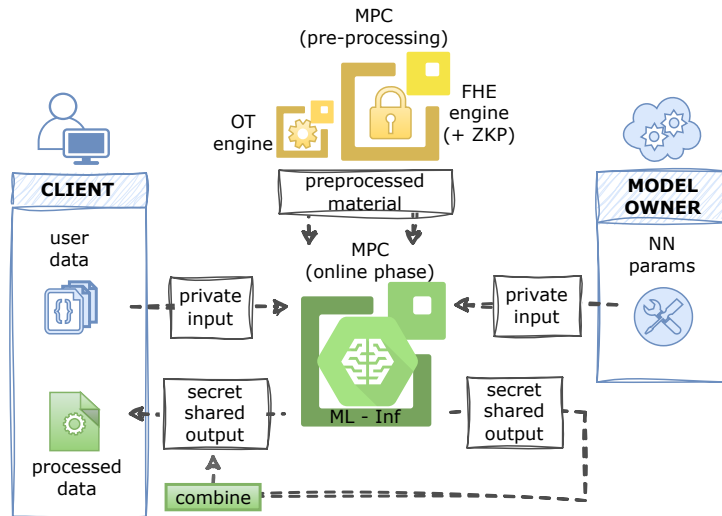 MPC
(pre-processing)
OT
engine
FHE
engine
(+ ZKP)
CLIENT
preprocessed
material
MODEL
OWNER
user
data
MPC
(online phase)
NN
params
{}
private
input
private
input
secret
shared
output
ML - Inf
secret
shared
output
processed
data
combine